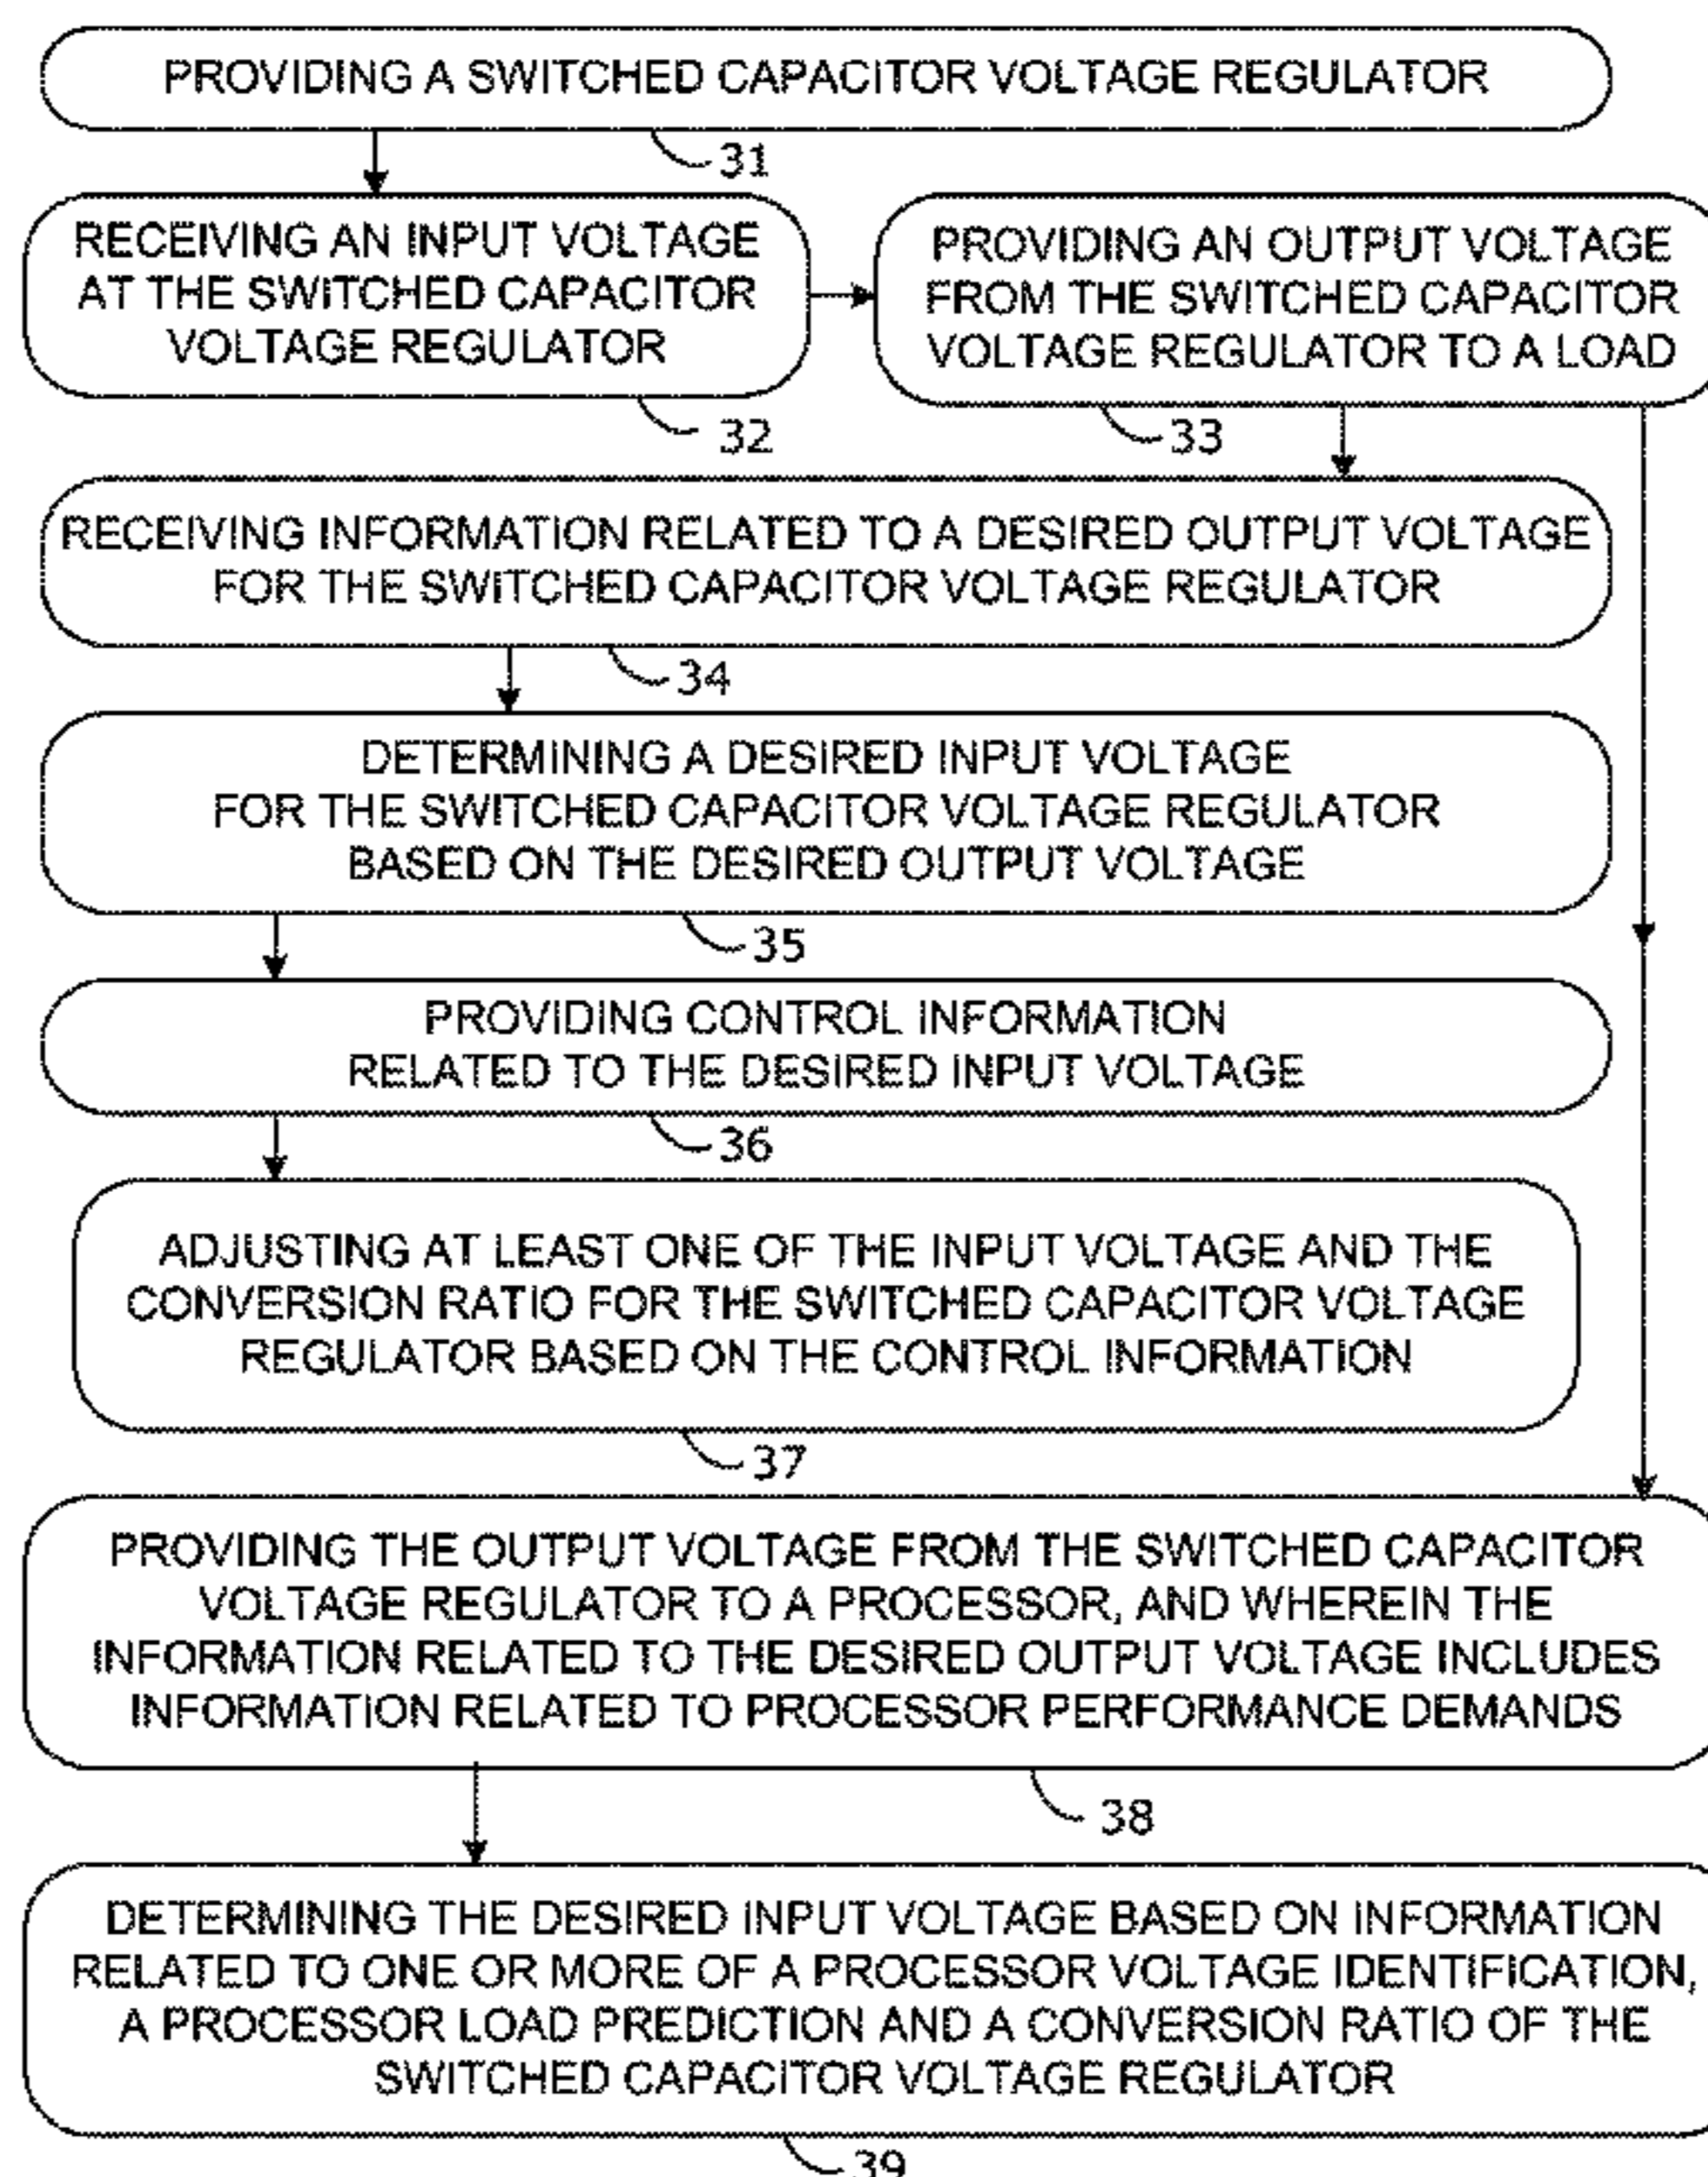 PROVIDING A SWITCHED CAPACITOR VOLTAGE REGULATOR
31
RECEIVING AN INPUT VOLTAGE
AT THE SWITCHED CAPACITOR
VOLTAGE REGULATOR
32
PROVIDING AN OUTPUT VOLTAGE
FROM THE SWITCHED CAPACITOR
VOLTAGE REGULATOR TO A LOAD
33
RECEIVING INFORMATION RELATED TO A DESIRED OUTPUT VOLTAGE
FOR THE SWITCHED CAPACITOR VOLTAGE REGULATOR
34
DETERMINING A DESIRED INPUT VOLTAGE
FOR THE SWITCHED CAPACITOR VOLTAGE REGULATOR
BASED ON THE DESIRED OUTPUT VOLTAGE
35
PROVIDING CONTROL INFORMATION
RELATED TO THE DESIRED INPUT VOLTAGE
36
ADJUSTING AT LEAST ONE OF THE INPUT VOLTAGE AND THE
CONVERSION RATIO FOR THE SWITCHED CAPACITOR VOLTAGE
REGULATOR BASED ON THE CONTROL INFORMATION
37
PROVIDING THE OUTPUT VOLTAGE FROM THE SWITCHED CAPACITOR
VOLTAGE REGULATOR TO A PROCESSOR, AND WHEREIN THE
INFORMATION RELATED TO THE DESIRED OUTPUT VOLTAGE INCLUDES
INFORMATION RELATED TO PROCESSOR PERFORMANCE DEMANDS
38
DETERMINING THE DESIRED INPUT VOLTAGE BASED ON INFORMATION
RELATED TO ONE OR MORE OF A PROCESSOR VOLTAGE IDENTIFICATION,
A PROCESSOR LOAD PREDICTION AND A CONVERSION RATIO OF THE
SWITCHED CAPACITOR VOLTAGE REGULATOR
39